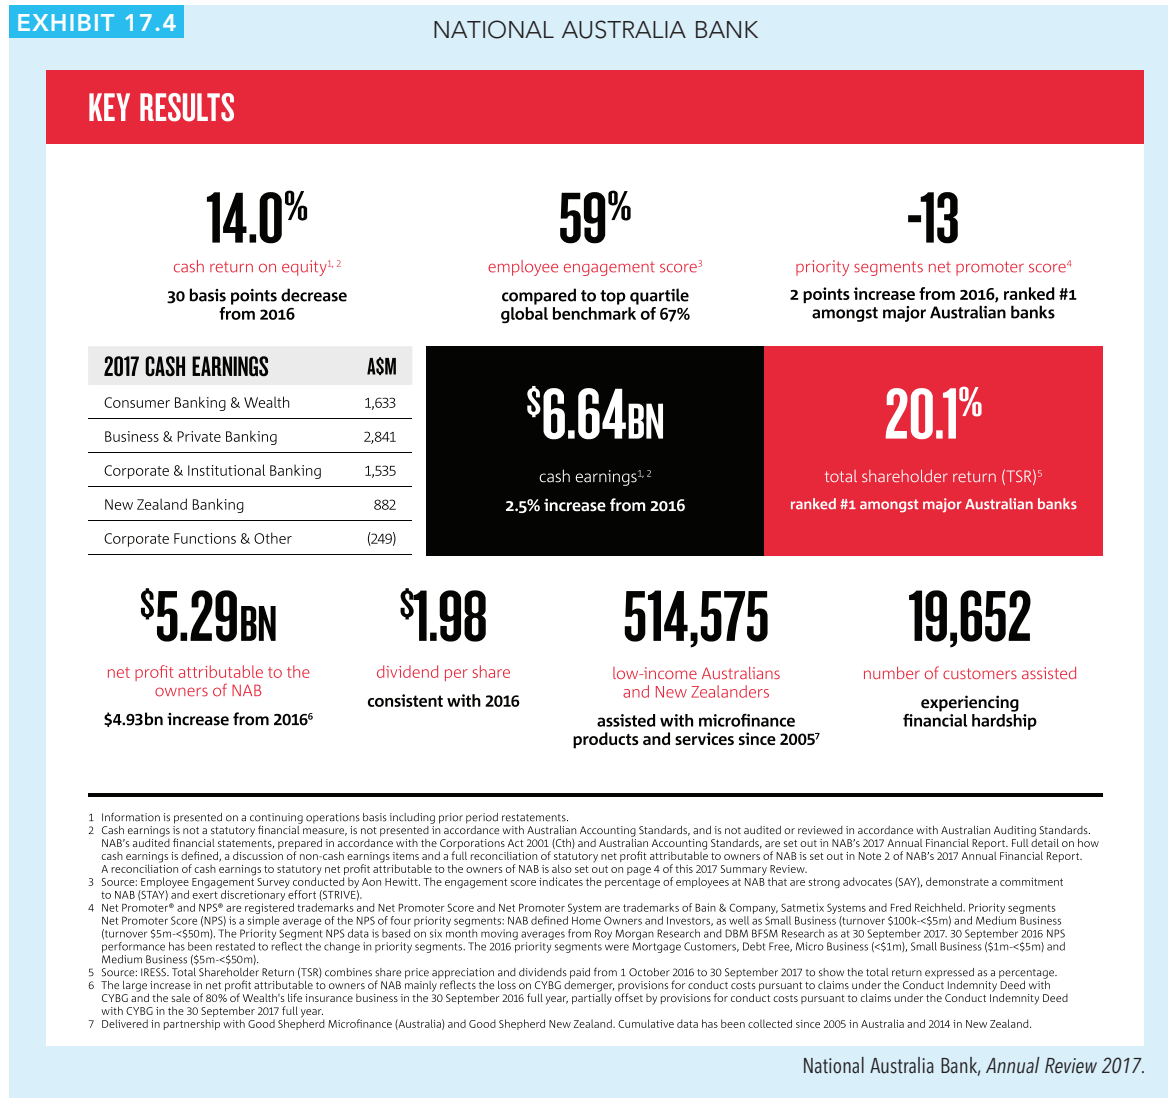 EXHIBIT 17.4
NATIONAL AUSTRALIA BANK
KEY RESULTS
14.0%
cash return on equity1, 2
30 basis points decrease
from 2016
59%
employee engagement score3
compared to top quartile
global benchmark of 67%
-13
priority segments net promoter score4
2 points increase from 2016, ranked #1
amongst major Australian banks
2017 CASH EARNINGS A$M
Consumer Banking & Wealth 1,633
Business & Private Banking 2,841
Corporate & Institutional Banking 1,535
New Zealand Banking 882
Corporate Functions & Other (249)
$6.64BN
cash earnings1, 2
2.5% increase from 2016
20.1%
total shareholder return (TSR)5
ranked #1 amongst major Australian banks
$5.29BN
net profit attributable to the
owners of NAB
$4.93bn increase from 20166
$1.98
dividend per share
consistent with 2016
514,575
low-income Australians
and New Zealanders
assisted with microfinance
products and services since 20057
19,652
number of customers assisted
experiencing
financial hardship
1 Information is presented on a continuing operations basis including prior period restatements.
2 Cash earnings is not a statutory financial measure, is not presented in accordance with Australian Accounting Standards, and is not audited or reviewed in accordance with Australian Auditing Standards.
NAB's audited financial statements, prepared in accordance with the Corporations Act 2001 (Cth) and Australian Accounting Standards, are set out in NAB's 2017 Annual Financial Report. Full detail on how
cash earnings is defined, a discussion of non-cash earnings items and a full reconciliation of statutory net profit attributable to owners of NAB is set out in Note 2 of NAB's 2017 Annual Financial Report.
A reconciliation of cash earnings to statutory net profit attributable to the owners of NAB is also set out on page 4 of this 2017 Summary Review.
3 Source: Employee Engagement Survey conducted by Aon Hewitt. The engagement score indicates the percentage of employees at NAB that are strong advocates (SAY), demonstrate a commitment
to NAB (STAY) and exert discretionary effort (STRIVE).
4 Net Promoter® and NPS® are registered trademarks and Net Promoter Score and Net Promoter System are trademarks of Bain & Company, Satmetix Systems and Fred Reichheld. Priority segments
Net Promoter Score (NPS) is a simple average of the NPS of four priority segments: NAB defined Home Owners and Investors, as well as Small Business (turnover $100k-<$5m) and Medium Business
(turnover $5m-<$50m). The Priority Segment NPS data is based on six month moving averages from Roy Morgan Research and DBM BFSM Research as at 30 September 2017. 30 September 2016 NPS
performance has been restated to reflect the change in priority segments. The 2016 priority segments were Mortgage Customers, Debt Free, Micro Business (<$1m), Small Business ($1m-<$5m) and
Medium Business ($5m-<$50m).
5 Source: IRESS. Total Shareholder Return (TSR) combines share price appreciation and dividends paid from 1 October 2016 to 30 September 2017 to show the total return expressed as a percentage.
6 The large increase in net profit attributable to owners of NAB mainly reflects the loss on CYBG demerger, provisions for conduct costs pursuant to claims under the Conduct Indemnity Deed with
CYBG and the sale of 80% of Wealth's life insurance business in the 30 September 2016 full year, partially offset by provisions for conduct costs pursuant to claims under the Conduct Indemnity Deed
with CYBG in the 30 September 2017 full year.
7 Delivered in partnership with Good Shepherd Microfinance (Australia) and Good Shepherd New Zealand. Cumulative data has been collected since 2005 in Australia and 2014 in New Zealand.
National Australia Bank, Annual Review 2017.